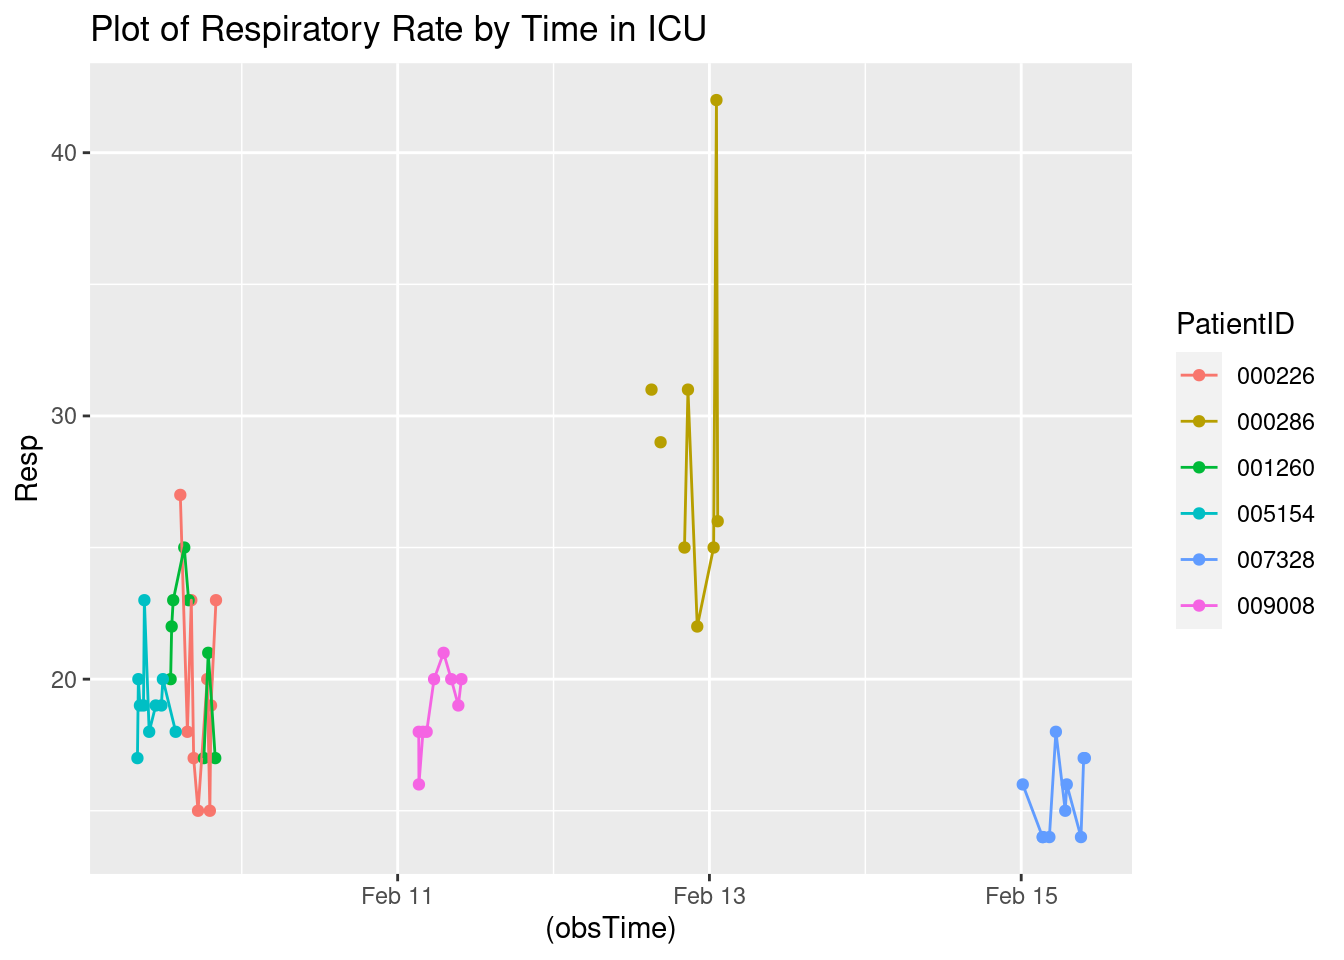 Plot of Respiratory Rate by Time in ICU
40
30
20
Resp
Feb 11
Feb 13
Feb 15
(obsTime)
PatientID
000226
000286
001260
005154
007328
009008